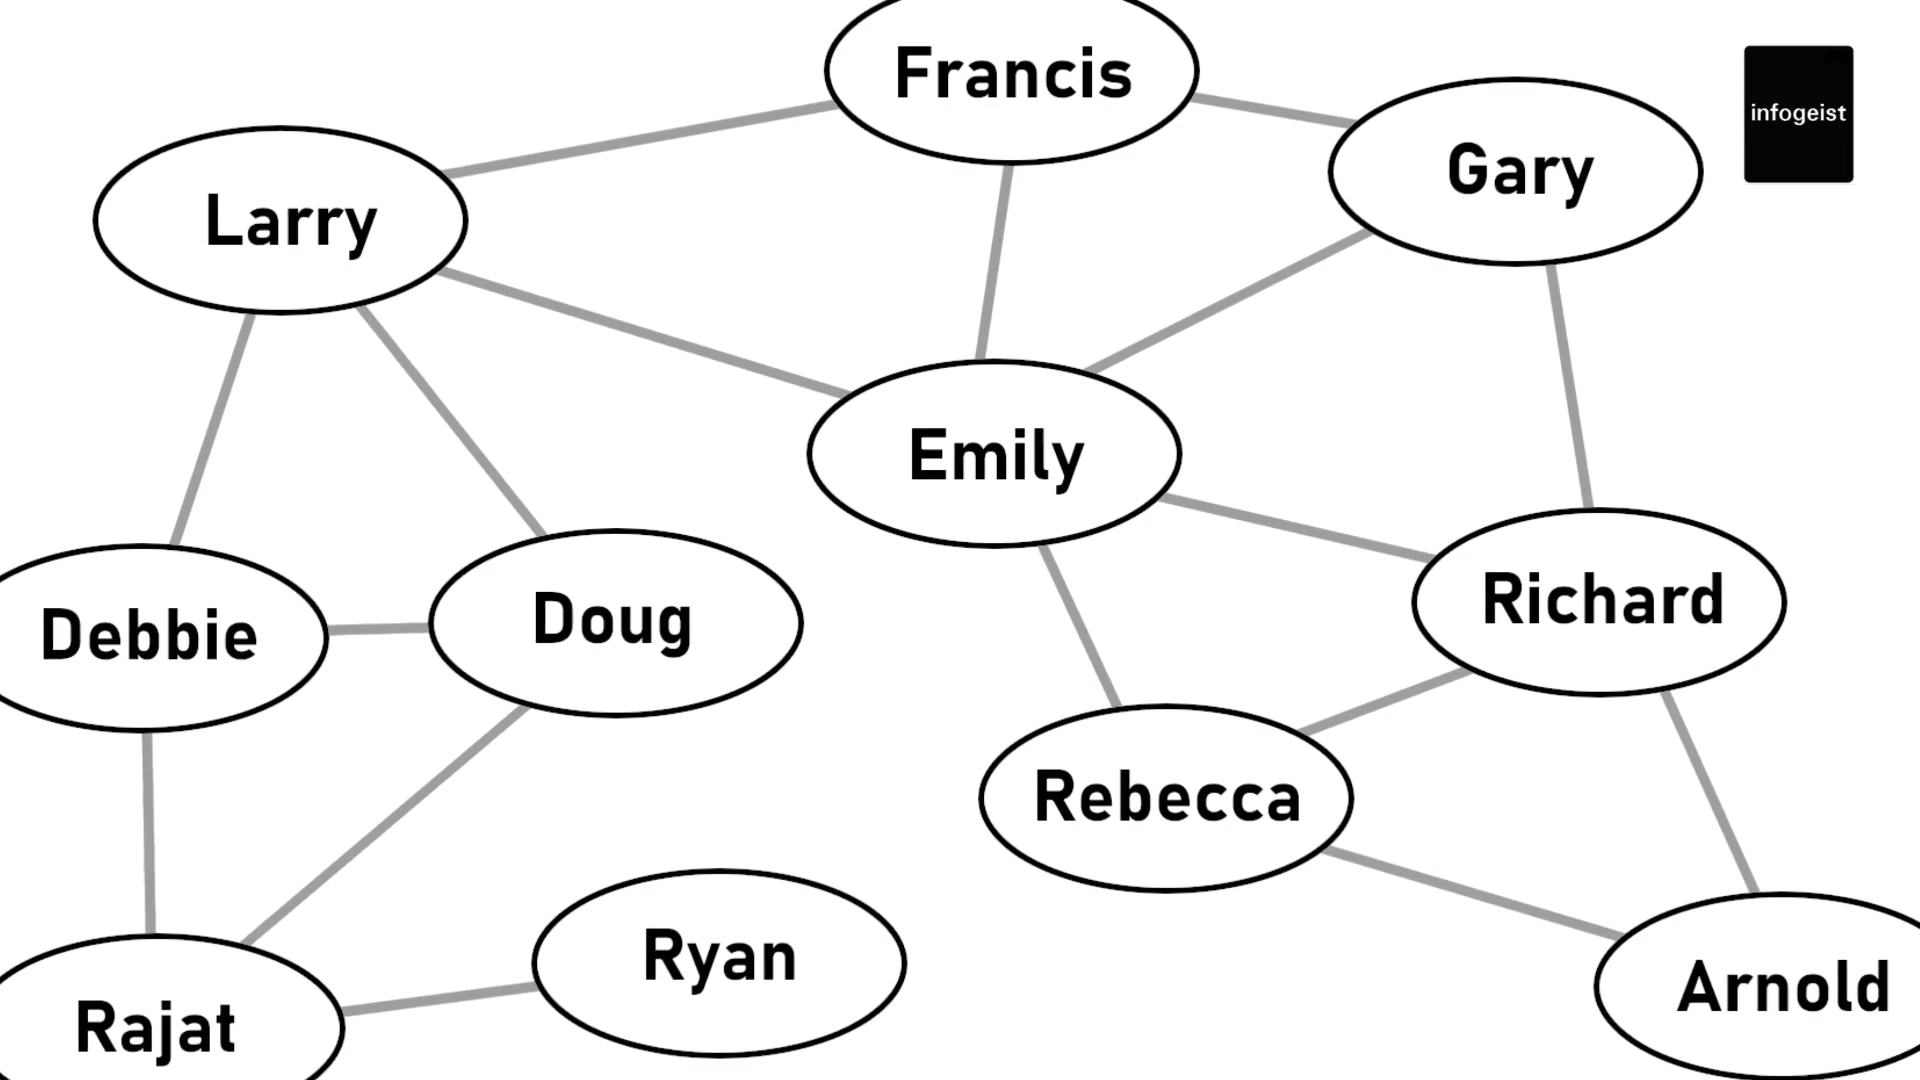 Francis
infogeist
Gary
Larry
Emily
Richard
Doug
Debbie
Rebecca
Ryan
Arnold
Rajat